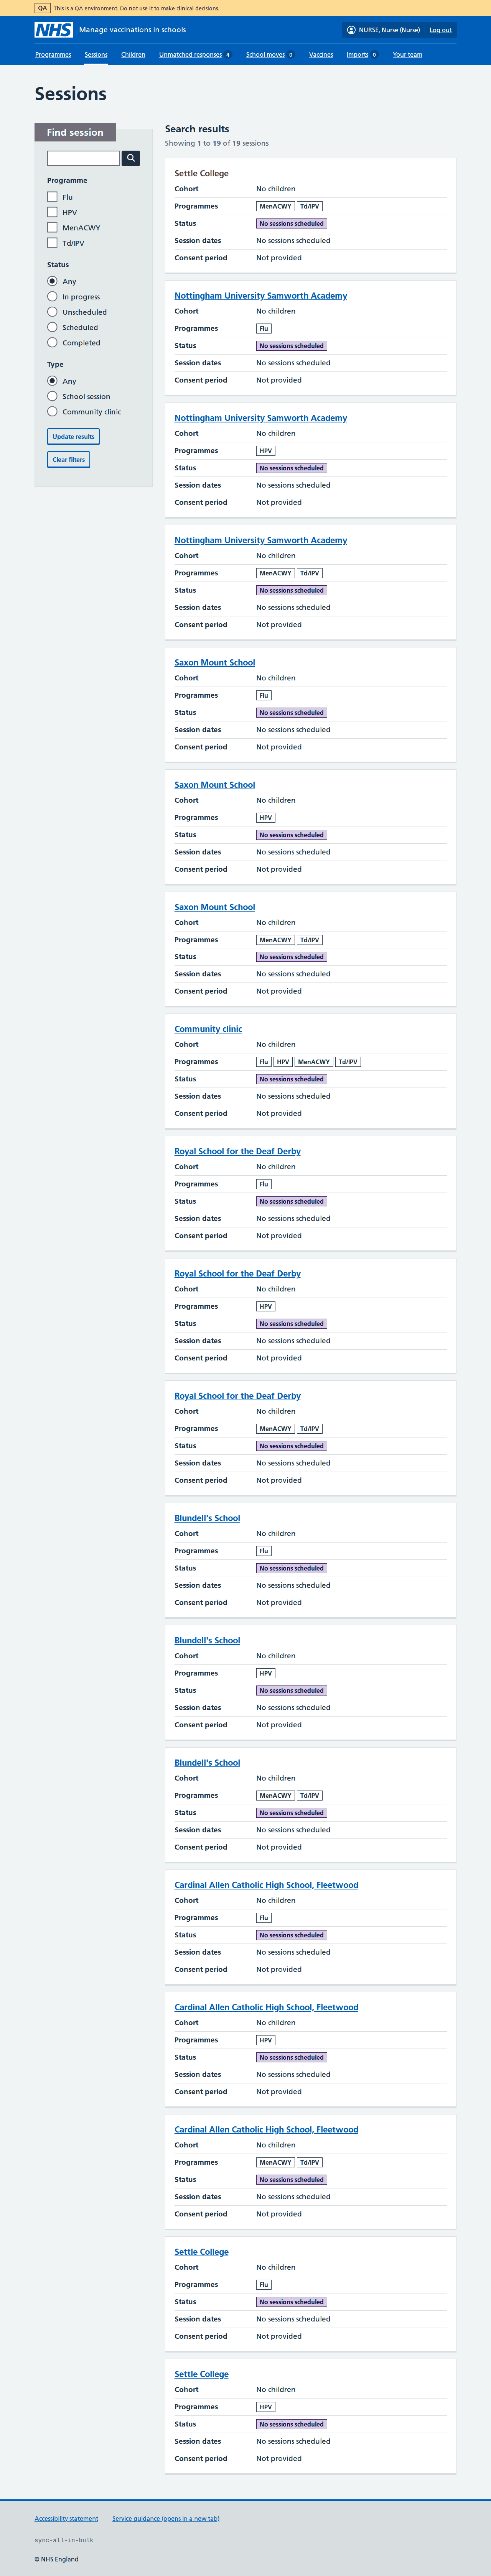 QA This is a QA environment. Do not use it to make clinical decisions.
NHS Manage vaccinations in schools
NURSE, Nurse (Nurse) Log out
Programmes Sessions Children Unmatched responses 4 School moves 0 Vaccines Imports 0 Your team
Sessions
Find session
Programme
Flu
HPV
MenACWY
Td/IPV
Status
Any
In progress
Unscheduled
Scheduled
Completed
Type
Any
School session
Community clinic
Update results
Clear filters
Search results
Showing 1 to 19 of 19 sessions
Settle College
Cohort No children
Programmes MenACWY Td/IPV
Status No sessions scheduled
Session dates No sessions scheduled
Consent period Not provided
Nottingham University Samworth Academy
Cohort No children
Programmes Flu
Status No sessions scheduled
Session dates No sessions scheduled
Consent period Not provided
Nottingham University Samworth Academy
Cohort No children
Programmes HPV
Status No sessions scheduled
Session dates No sessions scheduled
Consent period Not provided
Nottingham University Samworth Academy
Cohort No children
Programmes MenACWY Td/IPV
Status No sessions scheduled
Session dates No sessions scheduled
Consent period Not provided
Saxon Mount School
Cohort No children
Programmes Flu
Status No sessions scheduled
Session dates No sessions scheduled
Consent period Not provided
Saxon Mount School
Cohort No children
Programmes HPV
Status No sessions scheduled
Session dates No sessions scheduled
Consent period Not provided
Saxon Mount School
Cohort No children
Programmes MenACWY Td/IPV
Status No sessions scheduled
Session dates No sessions scheduled
Consent period Not provided
Community clinic
Cohort No children
Programmes Flu HPV MenACWY Td/IPV
Status No sessions scheduled
Session dates No sessions scheduled
Consent period Not provided
Royal School for the Deaf Derby
Cohort No children
Programmes Flu
Status No sessions scheduled
Session dates No sessions scheduled
Consent period Not provided
Royal School for the Deaf Derby
Cohort No children
Programmes HPV
Status No sessions scheduled
Session dates No sessions scheduled
Consent period Not provided
Royal School for the Deaf Derby
Cohort No children
Programmes MenACWY Td/IPV
Status No sessions scheduled
Session dates No sessions scheduled
Consent period Not provided
Blundell's School
Cohort No children
Programmes Flu
Status No sessions scheduled
Session dates No sessions scheduled
Consent period Not provided
Blundell's School
Cohort No children
Programmes HPV
Status No sessions scheduled
Session dates No sessions scheduled
Consent period Not provided
Blundell's School
Cohort No children
Programmes MenACWY Td/IPV
Status No sessions scheduled
Session dates No sessions scheduled
Consent period Not provided
Cardinal Allen Catholic High School, Fleetwood
Cohort No children
Programmes Flu
Status No sessions scheduled
Session dates No sessions scheduled
Consent period Not provided
Cardinal Allen Catholic High School, Fleetwood
Cohort No children
Programmes HPV
Status No sessions scheduled
Session dates No sessions scheduled
Consent period Not provided
Cardinal Allen Catholic High School, Fleetwood
Cohort No children
Programmes MenACWY Td/IPV
Status No sessions scheduled
Session dates No sessions scheduled
Consent period Not provided
Settle College
Cohort No children
Programmes Flu
Status No sessions scheduled
Session dates No sessions scheduled
Consent period Not provided
Settle College
Cohort No children
Programmes HPV
Status No sessions scheduled
Session dates No sessions scheduled
Consent period Not provided
Accessibility statement Service guidance (opens in a new tab)
sync-all-in-bulk
© NHS England